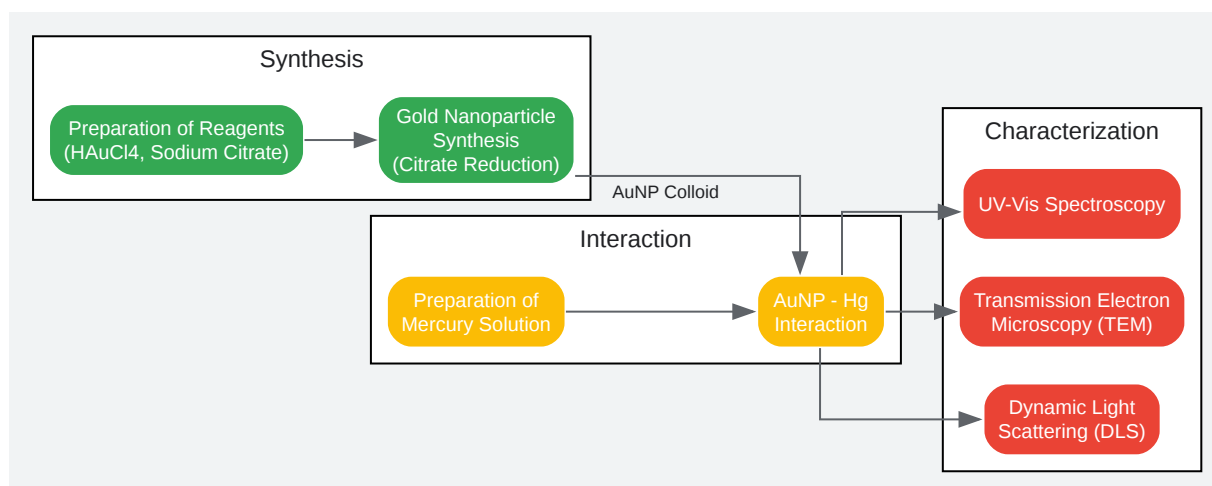 Synthesis
Preparation of Reagents
(HAuCl4, Sodium Citrate)
Gold Nanoparticle
Synthesis
(Citrate Reduction)
AuNP Colloid
Interaction
Preparation of
Mercury Solution
AuNP - Hg
Interaction
Characterization
UV-Vis Spectroscopy
Transmission Electron
Microscopy (TEM)
Dynamic Light
Scattering (DLS)